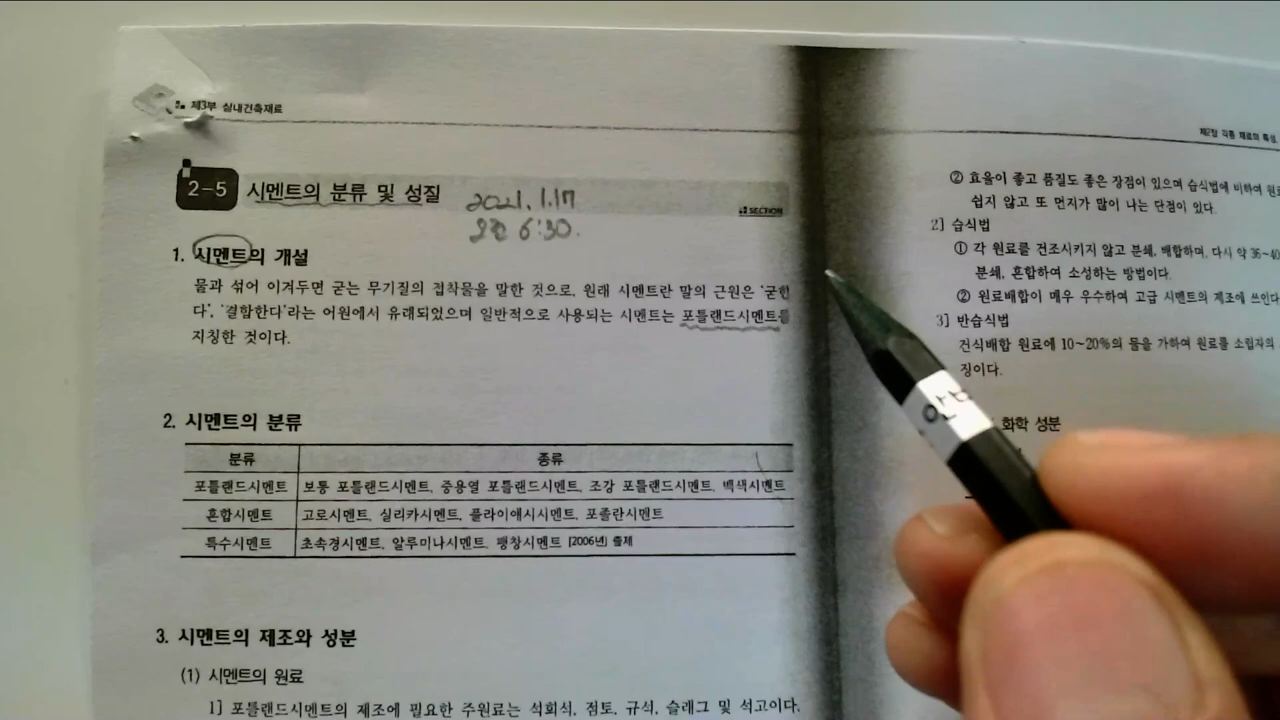 제3부 실내건축재료
2-5 시멘트의 분류 및 성질
2021.1.17
오전 6:30.
SECTION
1. 시멘트의 개설
물과 섞어 이겨두면 굳는 무기질의 접착물을 말한 것으로, 원래 시멘트란 말의 근원은 '굳힌
다', '결합한다'라는 어원에서 유래되었으며 일반적으로 사용되는 시멘트는 포틀랜드시멘트를
지칭한 것이다.
2. 시멘트의 분류
분류 종류
포틀랜드시멘트 보통 포틀랜드시멘트, 중용열 포틀랜드시멘트, 조강 포틀랜드시멘트, 백색시멘트
혼합시멘트 고로시멘트, 실리카시멘트, 플라이애시시멘트, 포졸란시멘트
특수시멘트 초속경시멘트, 알루미나시멘트, 팽창시멘트 [2006년] 출제
3. 시멘트의 제조와 성분
(1) 시멘트의 원료
1] 포틀랜드시멘트의 제조에 필요한 주원료는 석회석, 점토, 규석, 슬래그 및 석고이다.
제2장 각종 재료의 특성
② 효율이 좋고 품질도 좋은 장점이 있으며 습식법에 비하여 원료
쉽지 않고 또 먼지가 많이 나는 단점이 있다.
2] 습식법
① 각 원료를 건조시키지 않고 분쇄, 배합하며, 다시 약 36~40
분쇄, 혼합하여 소성하는 방법이다.
② 원료배합이 매우 우수하여 고급 시멘트의 제조에 쓰인다
3] 반습식법
건식배합 원료에 10~20%의 물을 가하여 원료를 소립자의
징이다.
화학 성분